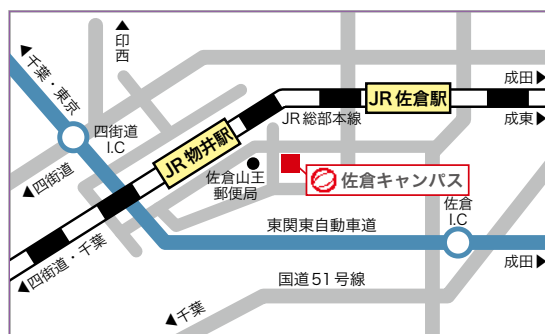 ▲印西
▲千葉・東京
成田▶
JR佐倉駅
JR総部本線
成東▶
四街道
I.C
JR物井駅
▲四街道
佐倉山王
郵便局
佐倉キャンパス
佐倉
I.C
東関東自動車道
▲四街道・千葉
成田▶
国道51号線
▲千葉